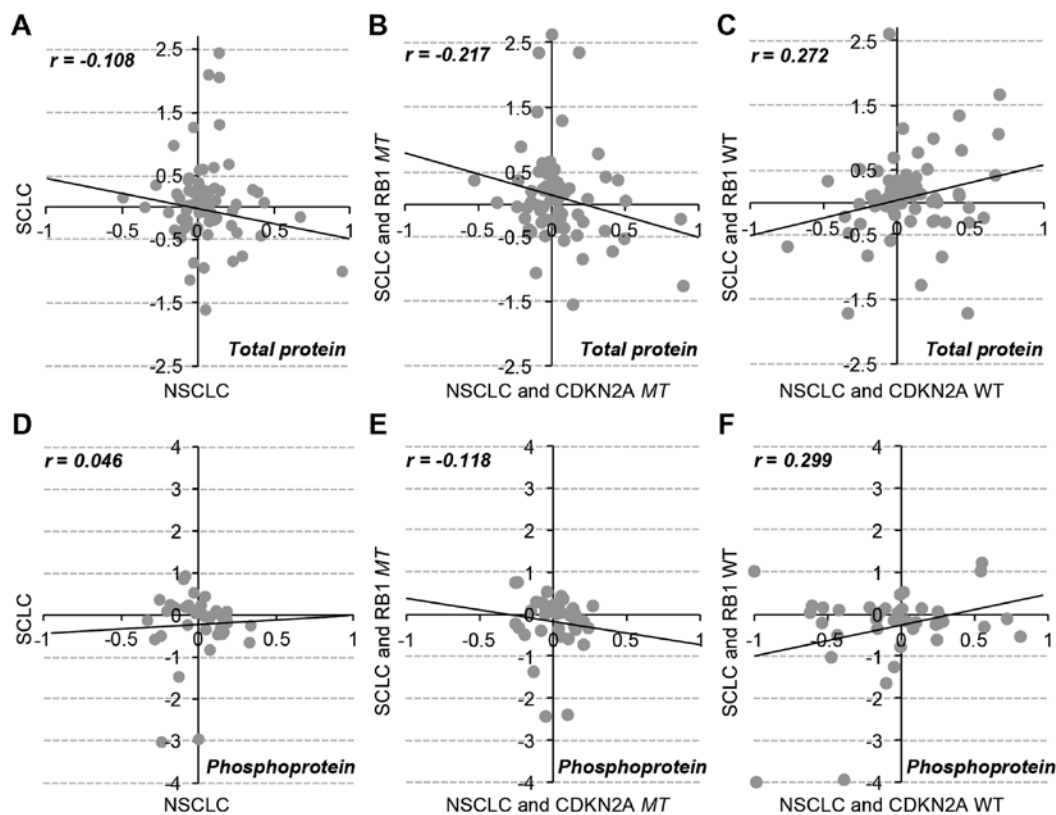 A
r = -0.108
2.5
1.5
0.5
-1
-0.5
0
0.5
1
-0.5
-1.5
-2.5
SCLC
Total protein
NSCLC
B
r = -0.217
2.5
1.5
0.5
-1
-0.5
0
0.5
1
-0.5
-1.5
-2.5
SCLC and RB1 MT
Total protein
NSCLC and CDKN2A MT
C
r = 0.272
2.5
1.5
0.5
-1
-0.5
0
0.5
1
-0.5
-1.5
-2.5
SCLC and RB1 WT
Total protein
NSCLC and CDKN2A WT
D
r = 0.046
4
3
2
1
0
-1
-0.5
0
0.5
1
-1
-2
-3
-4
SCLC
Phosphoprotein
NSCLC
E
r = -0.118
4
3
2
1
0
-1
-0.5
0
0.5
1
-1
-2
-3
-4
SCLC and RB1 MT
Phosphoprotein
NSCLC and CDKN2A MT
F
r = 0.299
4
3
2
1
0
-1
-0.5
0
0.5
1
-1
-2
-3
-4
SCLC and RB1 WT
Phosphoprotein
NSCLC and CDKN2A WT